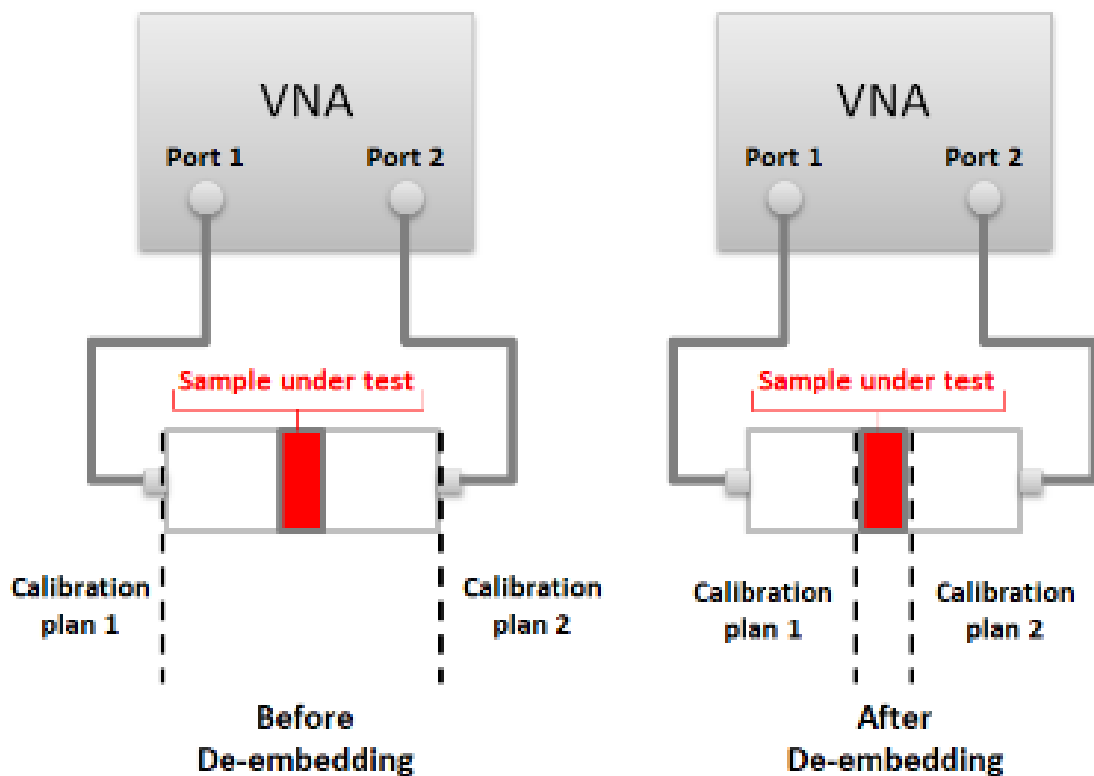 VNA
Port 1
Port 2
Sample under test
Calibration
plan 1
Calibration
plan 2
Before
De-embedding
VNA
Port 1
Port 2
Sample under test
Calibration
plan 1
Calibration
plan 2
After
De-embedding